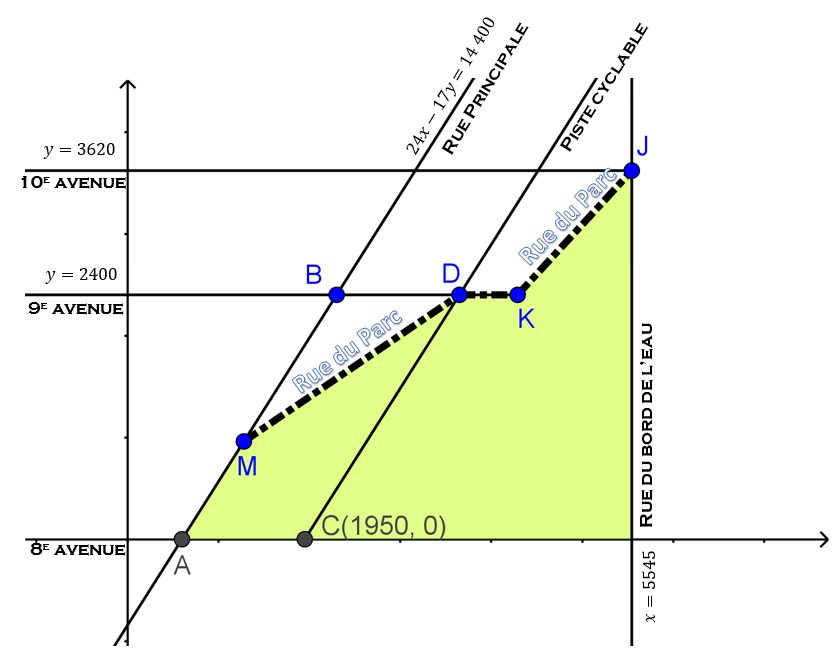 24x − 17y = 14 400
RUE PRINCIPALE
PISTE CYCLABLE
y = 3620
10E AVENUE
J
Rue du Parc
y = 2400
9E AVENUE
B
D
K
Rue du Parc
M
RUE DU BORD DE L'EAU
C(1950, 0)
8E AVENUE
A
x = 5545